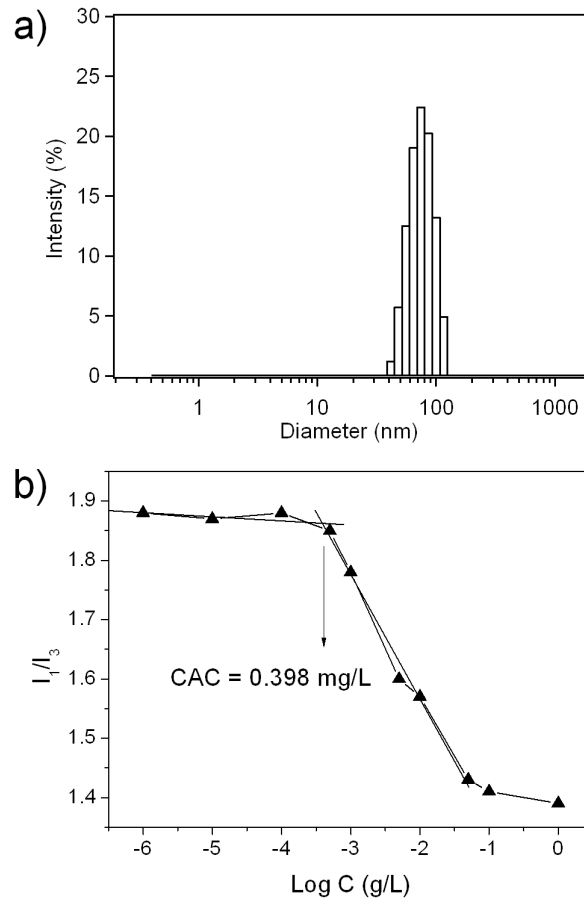 a)
30
25
20
15
10
5
0
Intensity (%)
1 10 100 1000
Diameter (nm)
b)
1.9
1.8
1.7
1.6
1.5
1.4
I₁/I₃
CAC = 0.398 mg/L
-6 -5 -4 -3 -2 -1 0
Log C (g/L)